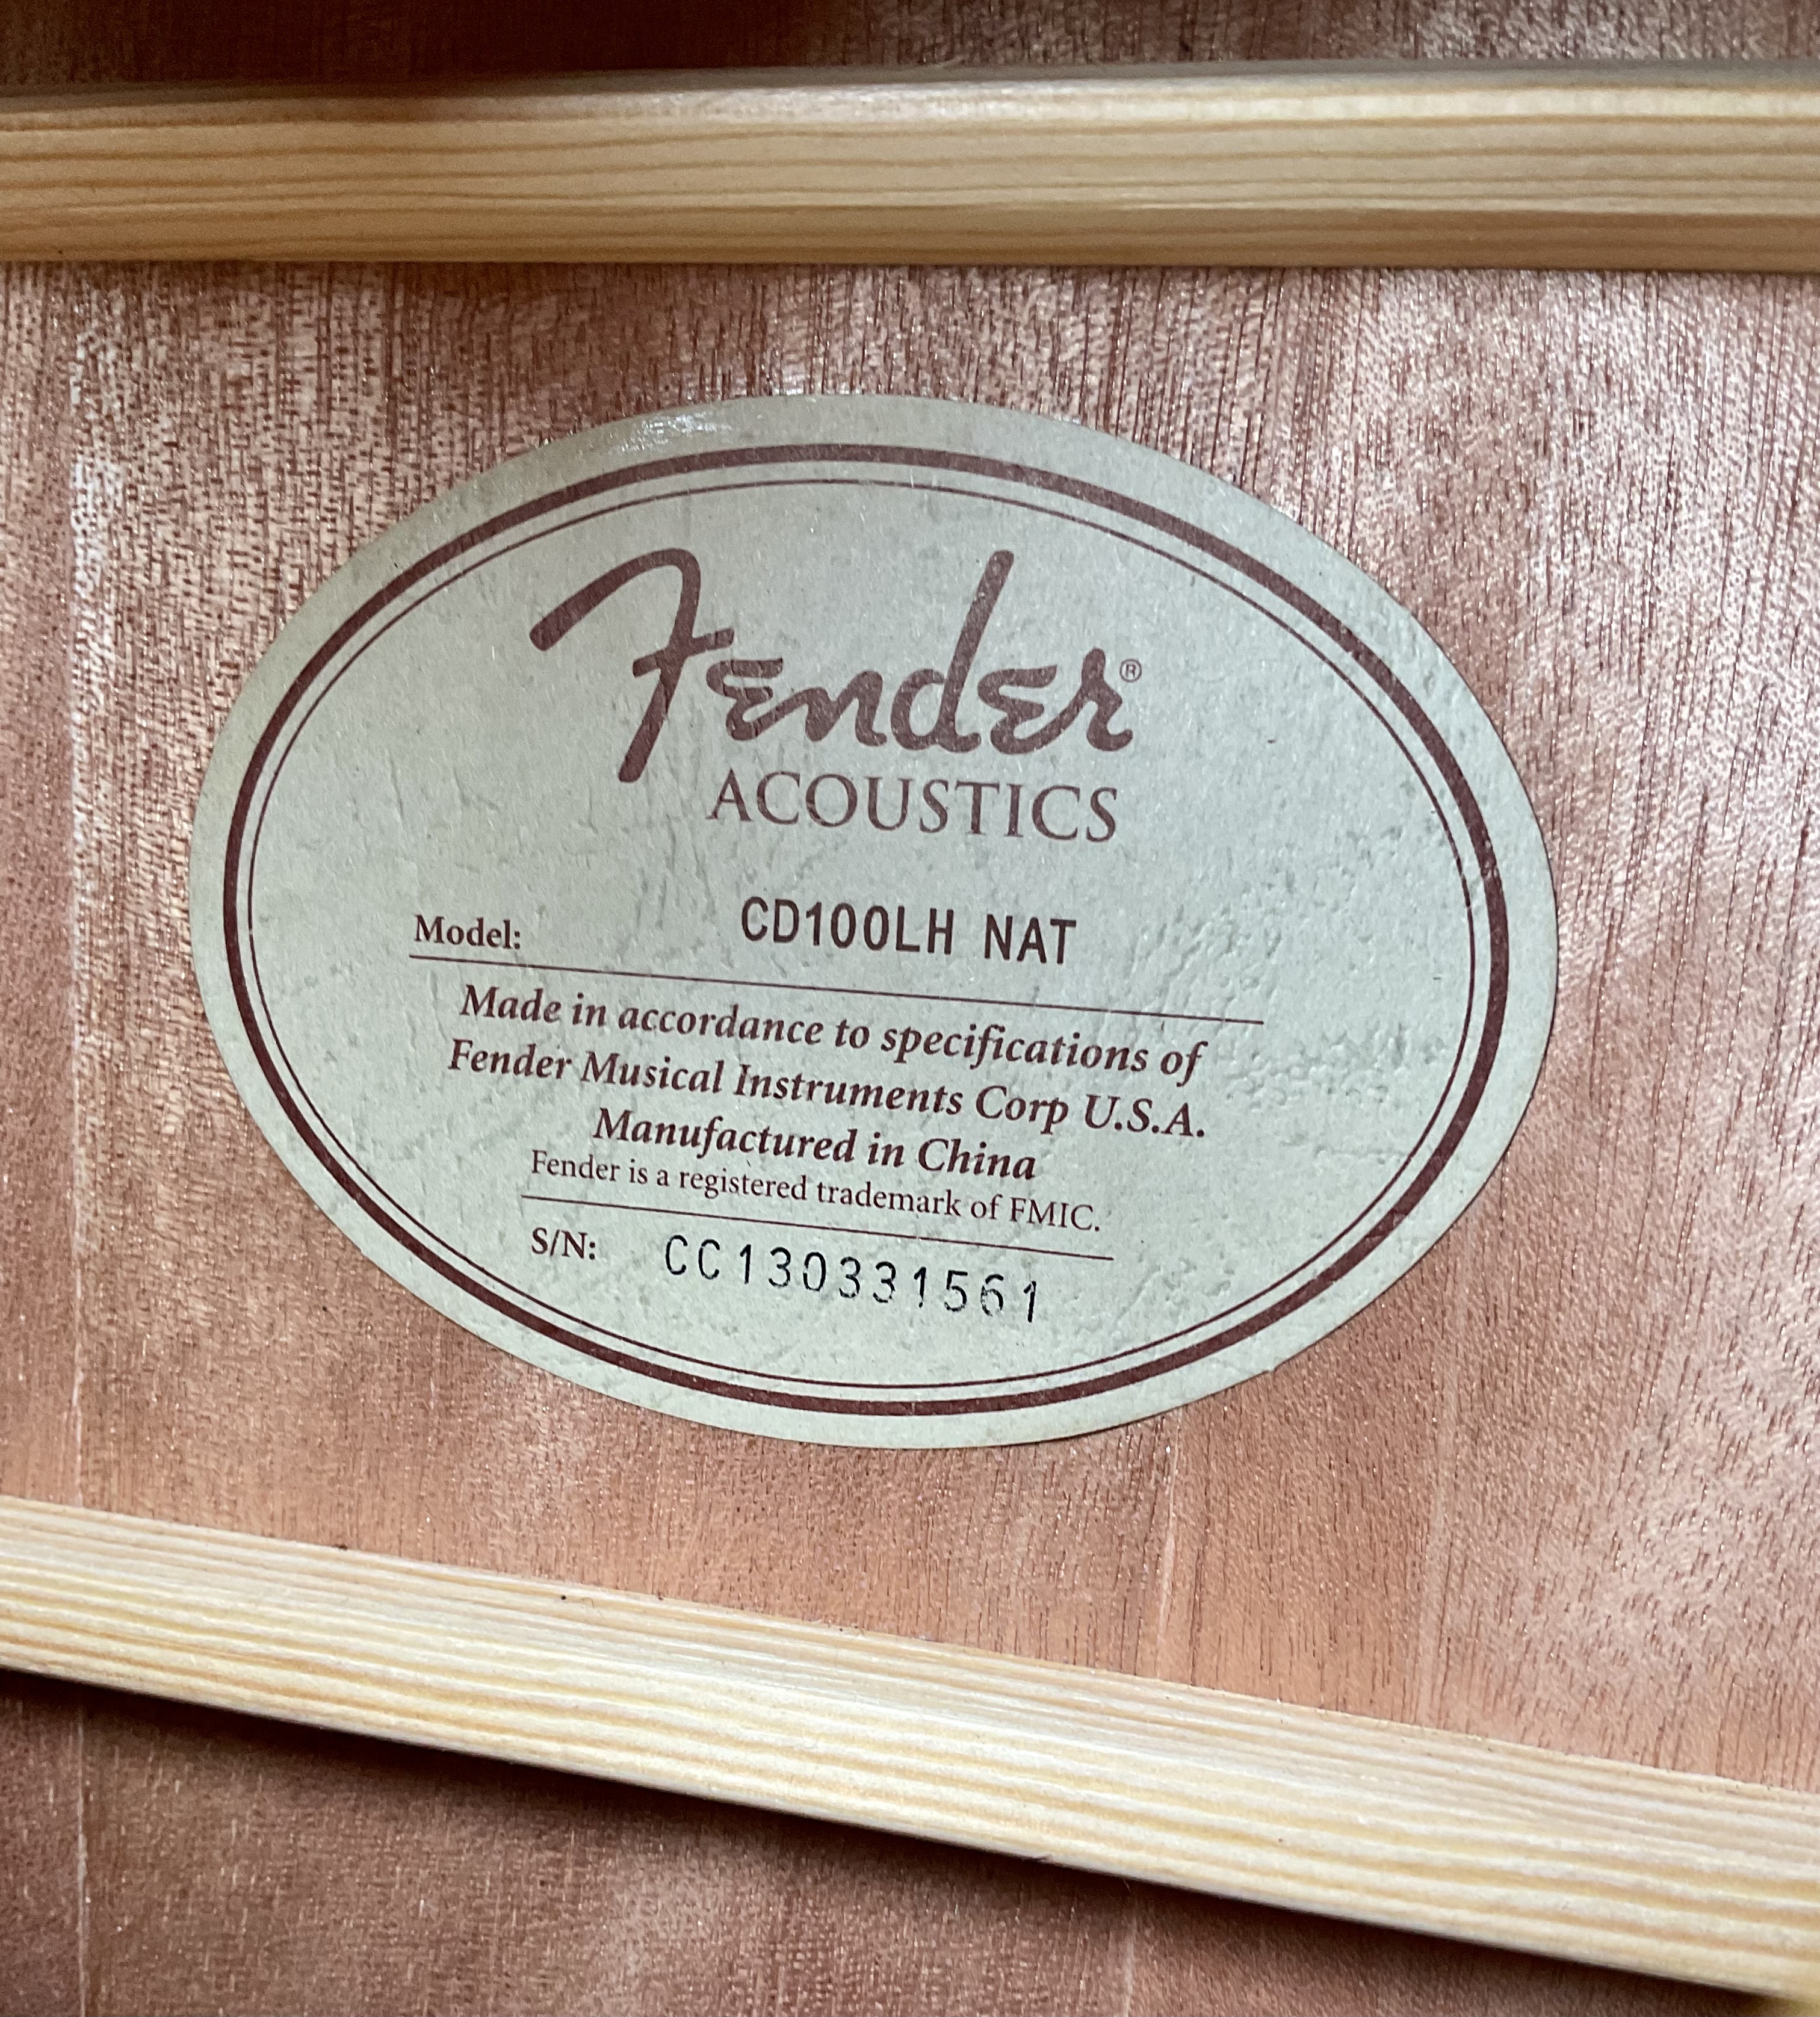 Fender®
ACOUSTICS
Model: CD100LH NAT
Made in accordance to specifications of
Fender Musical Instruments Corp U.S.A.
Manufactured in China
Fender is a registered trademark of FMIC.
S/N: CC130331561